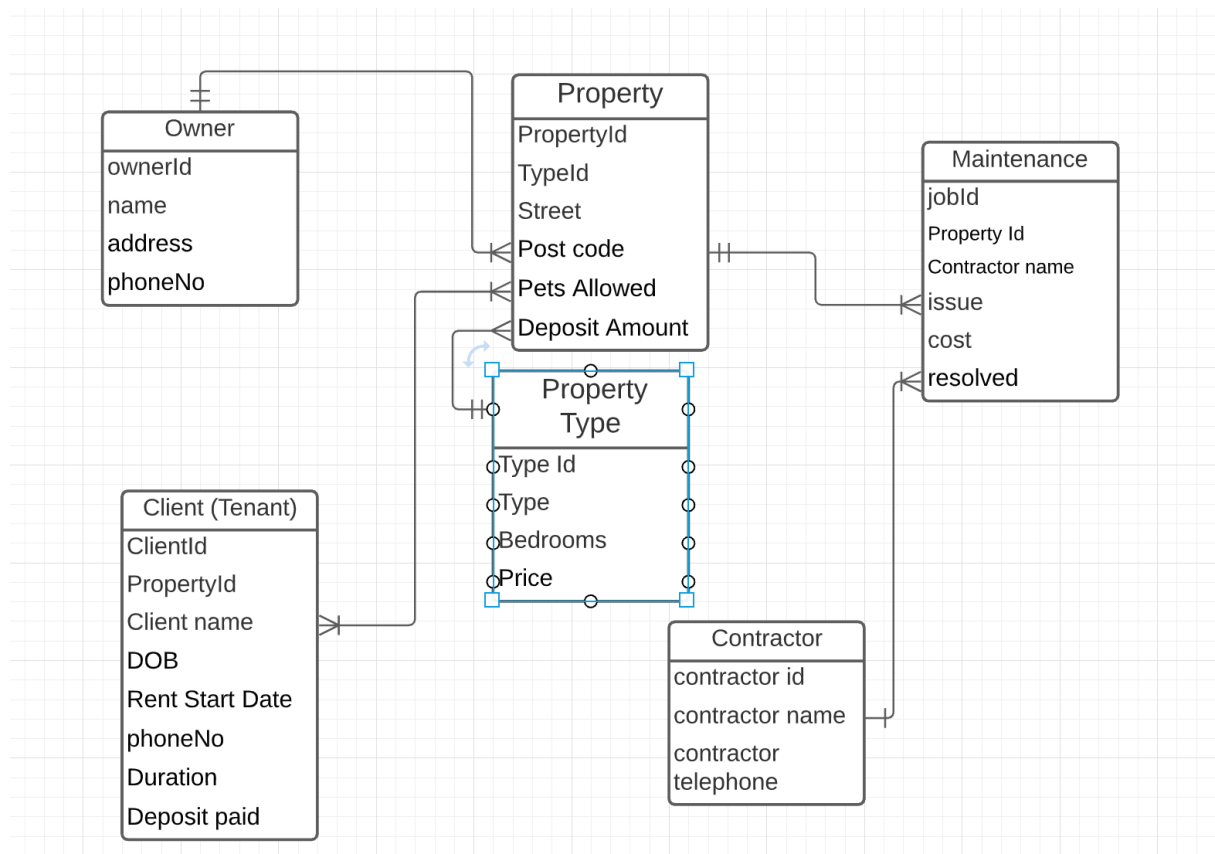 Owner
ownerId
name
address
phoneNo
Property
PropertyId
TypeId
Street
Post code
Pets Allowed
Deposit Amount
Maintenance
jobId
Property Id
Contractor name
issue
cost
resolved
Property
Type
Type Id
Type
Bedrooms
Price
Client (Tenant)
ClientId
PropertyId
Client name
DOB
Rent Start Date
phoneNo
Duration
Deposit paid
Contractor
contractor id
contractor name
contractor
telephone